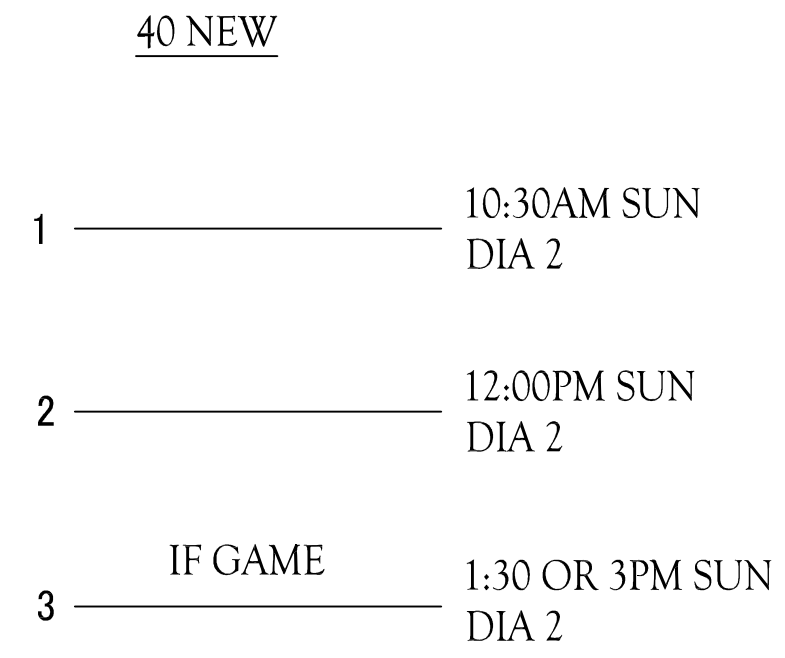 40 NEW
1
10:30AM SUN
DIA 2
2
12:00PM SUN
DIA 2
IF GAME
3
1:30 OR 3PM SUN
DIA 2